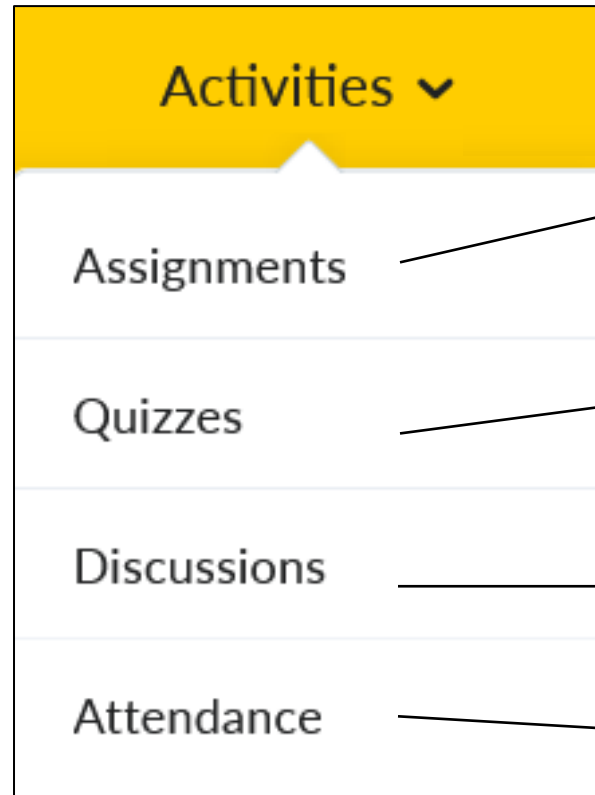 Activities
Assignments
Quizzes
Discussions
Attendance